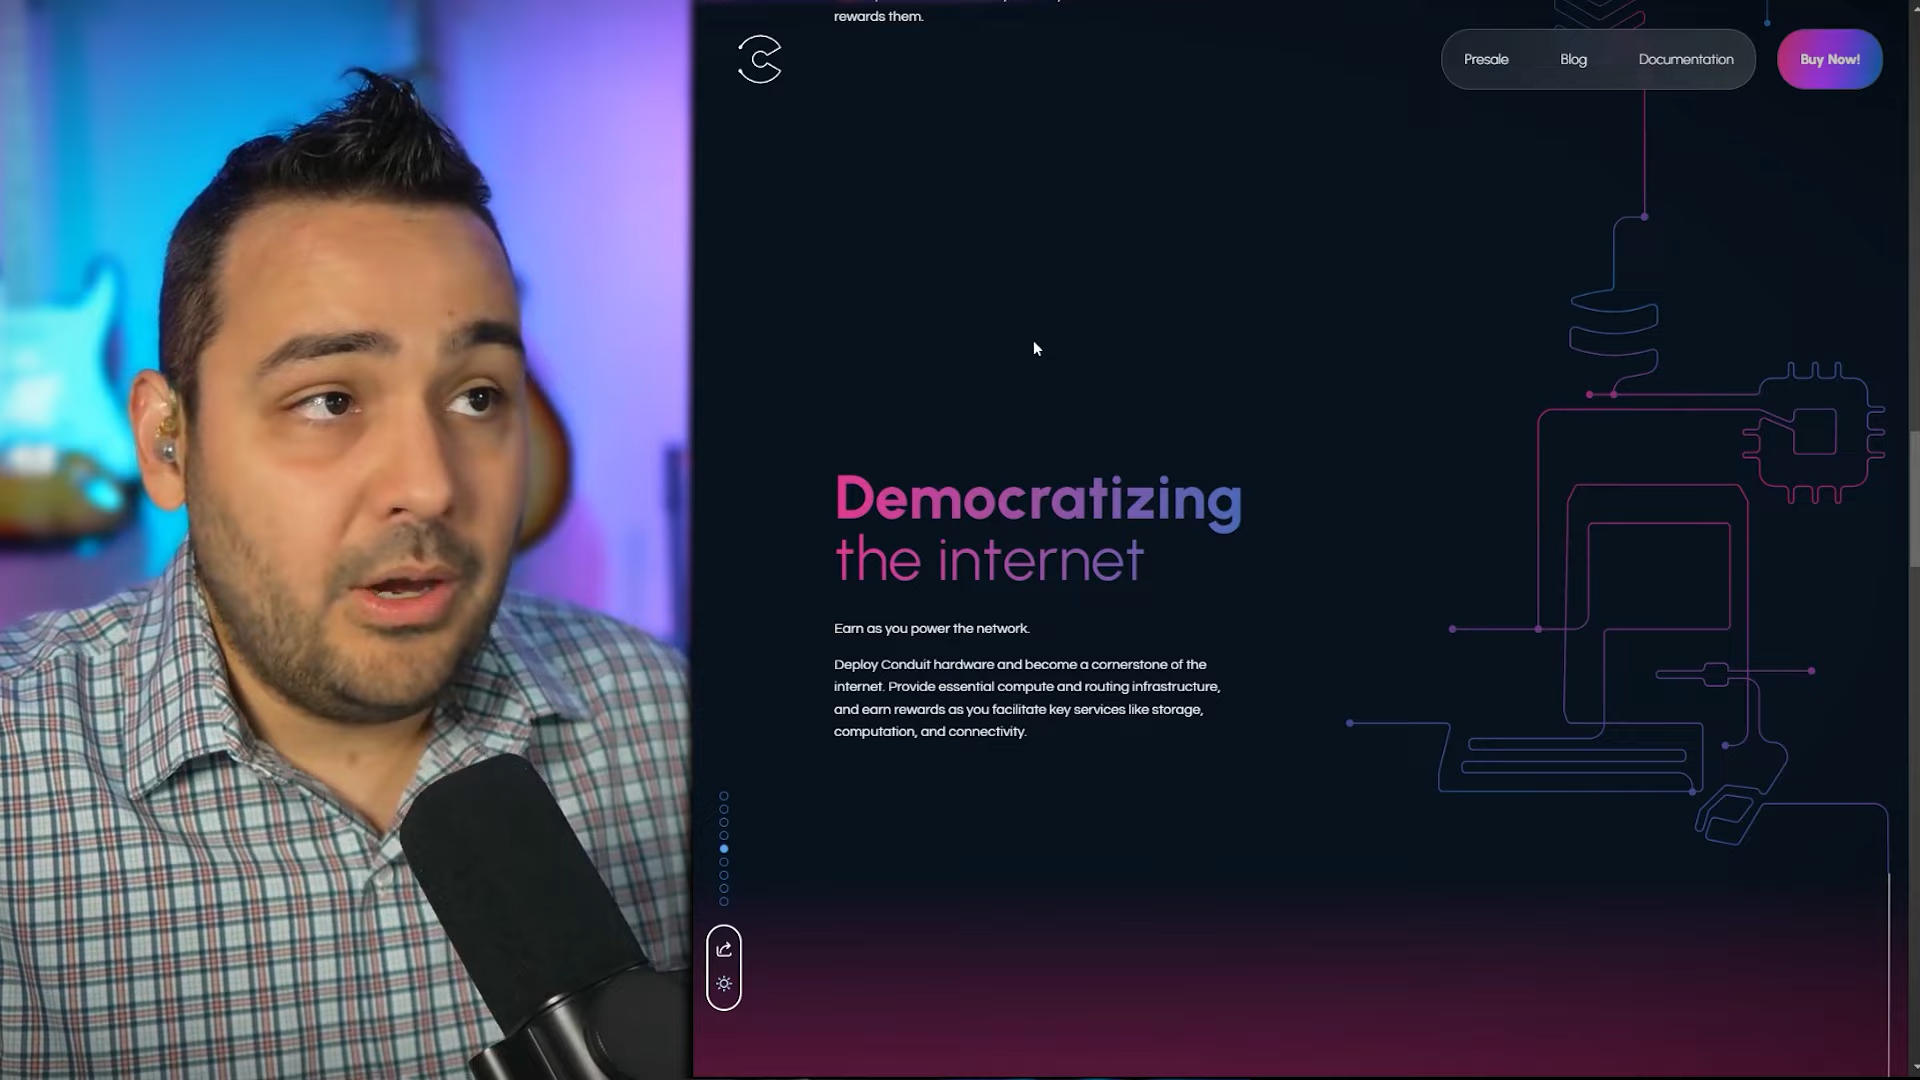 rewards them.
Presale Blog Documentation Buy Now!
Democratizing
the internet
Earn as you power the network.
Deploy Conduit hardware and become a cornerstone of the
internet. Provide essential compute and routing infrastructure,
and earn rewards as you facilitate key services like storage,
computation, and connectivity.